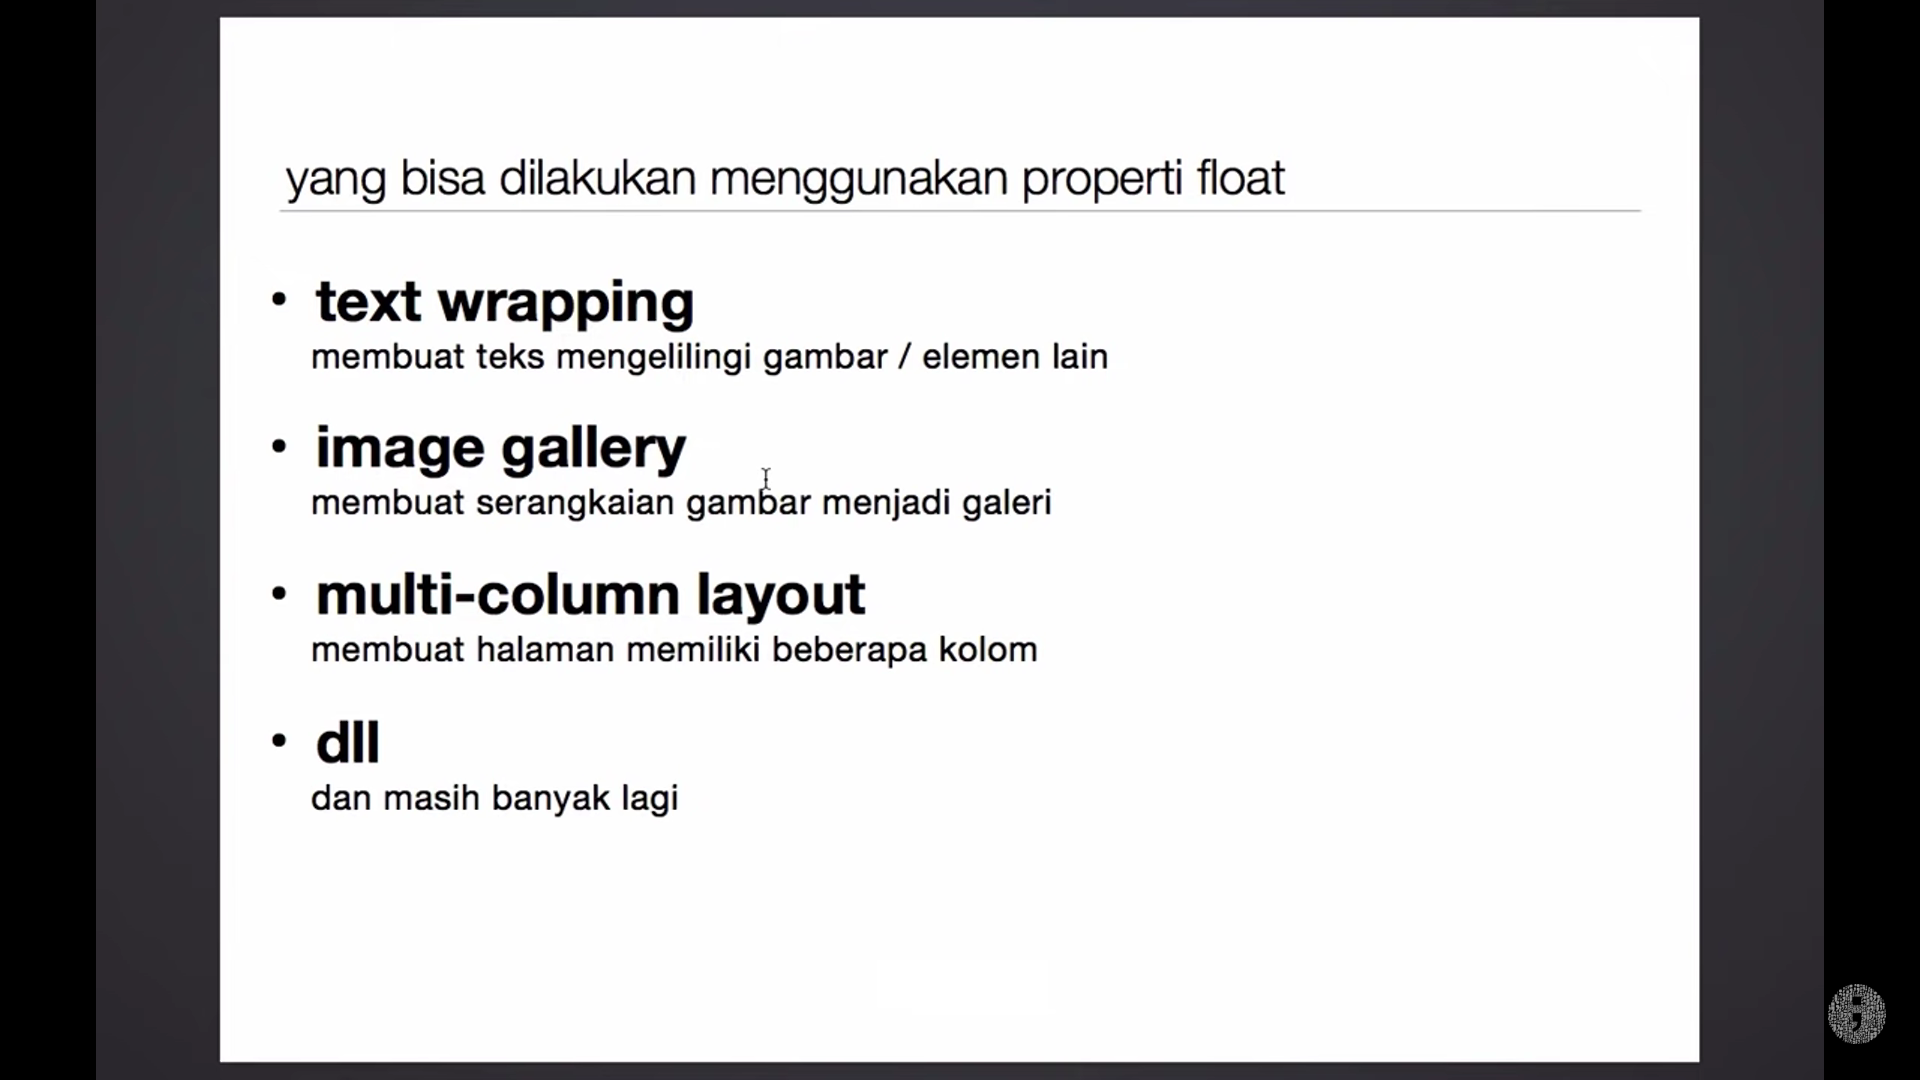 yang bisa dilakukan menggunakan properti float
• text wrapping
membuat teks mengelilingi gambar / elemen lain
• image gallery
membuat serangkaian gambar menjadi galeri
• multi-column layout
membuat halaman memiliki beberapa kolom
• dll
dan masih banyak lagi